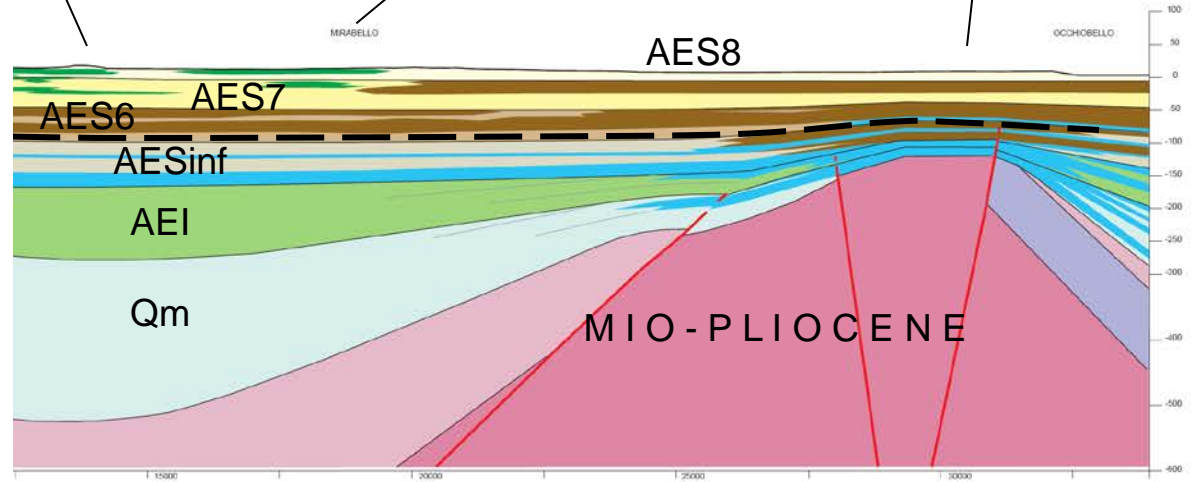 MIRABELLO
OCCHIOBELLO
AES8
AES7
AES6
AESinf
AEI
Qm
MIO-PLIOCENE
100
50
0
-50
-100
-150
-200
-250
-300
-400
-500
-600
15000
20000
25000
30000